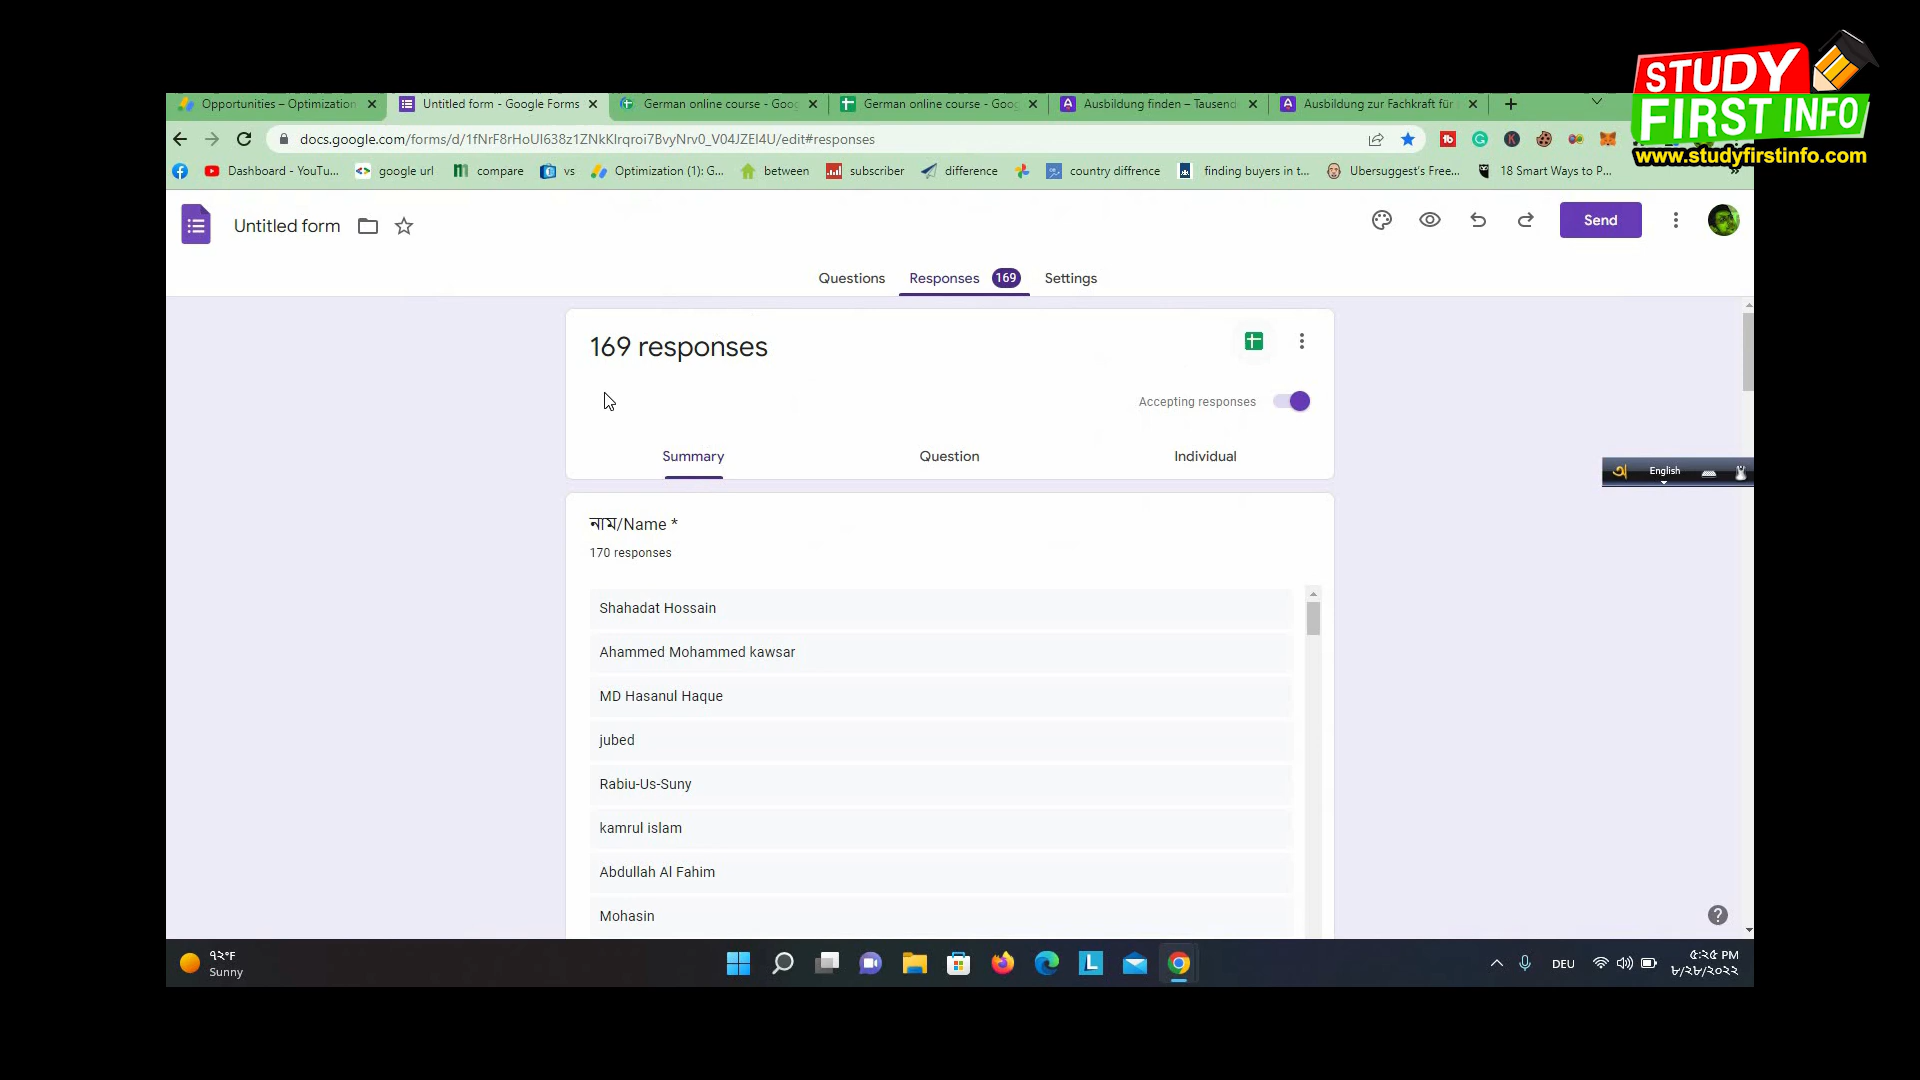 STUDY
FIRST INFO
www.studyfirstinfo.com
Opportunities – Optimization
Untitled form - Google Forms
German online course - Goog
German online course - Goog
Ausbildung finden – Tausend
Ausbildung zur Fachkraft für
docs.google.com/forms/d/1fNrF8rHoUl638z1ZNkKlrqroi7BvyNrv0_V04JZEI4U/edit#responses
Dashboard - YouTu...
google url
compare
vs
Optimization (1): G...
between
subscriber
difference
country diffrence
finding buyers in t...
Ubersuggest's Free...
18 Smart Ways to P...
Untitled form
Send
Questions
Responses 169
Settings
169 responses
Accepting responses
Summary
Question
Individual
English
নাম/Name *
170 responses
Shahadat Hossain
Ahammed Mohammed kawsar
MD Hasanul Haque
jubed
Rabiu-Us-Suny
kamrul islam
Abdullah Al Fahim
Mohasin
৭২°F
Sunny
DEU
৫:২৫ PM
৮/২৮/২০২২